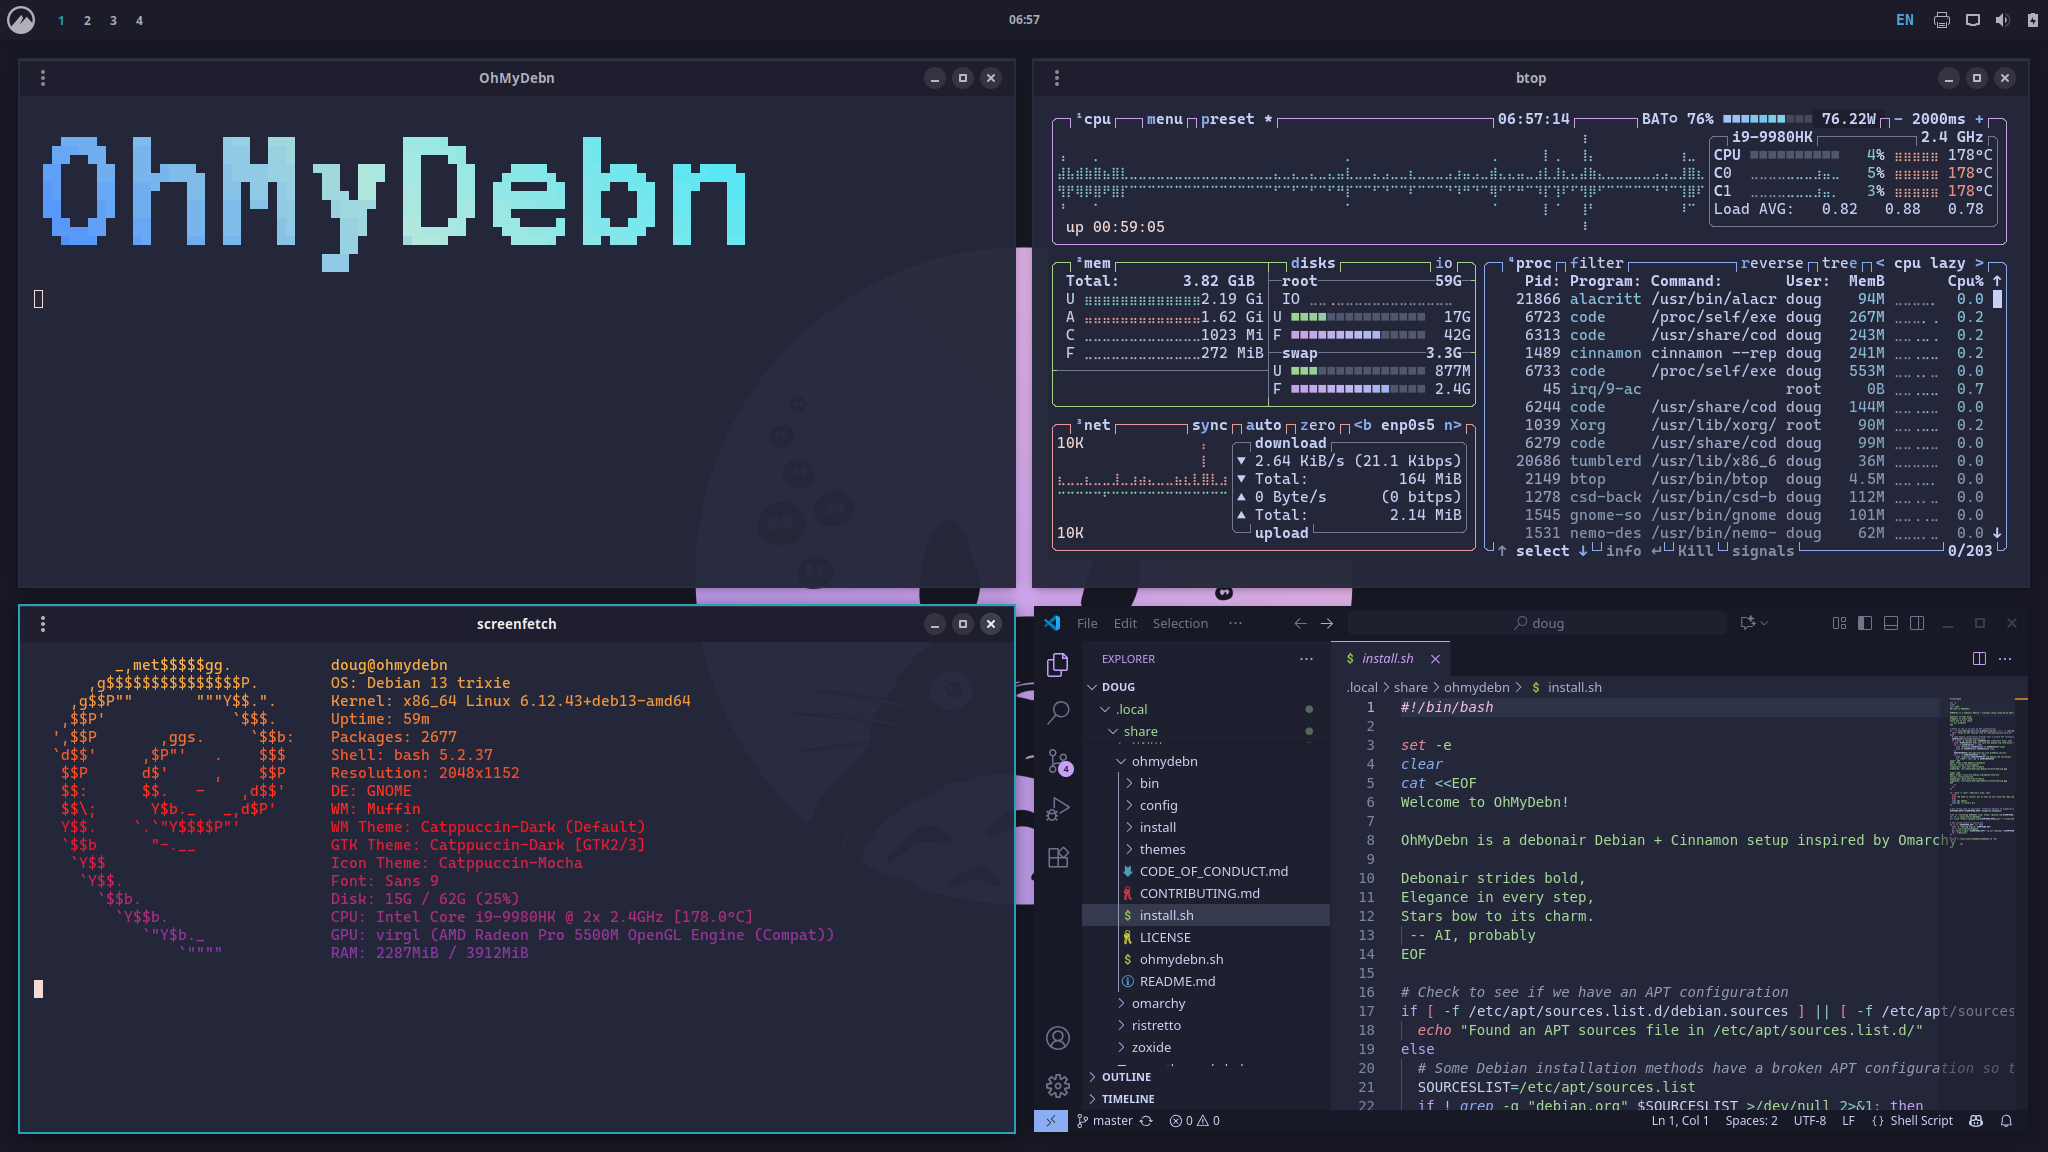 1 2 3 4
06:57
EN
OhMyDebn
OhMyDebn
btop
¹cpu menu preset * 06:57:14 BAT 76% 76.22W - 2000ms +
i9-9980HK 2.4 GHz
CPU 4% 178°C
C0 5% 178°C
C1 3% 178°C
Load AVG: 0.82 0.88 0.78
up 00:59:05
²mem
Total: 3.82 GiB
U 2.19 Gi
A 1.62 Gi
C 1023 Mi
F 272 MiB
disks io
root 59G
IO
U 17G
F 42G
swap 3.3G
U 877M
F 2.4G
³net sync auto zero <b enp0s5 n>
10K
download
▼ 2.64 KiB/s (21.1 Kibps)
▼ Total: 164 MiB
▲ 0 Byte/s (0 bitps)
▲ Total: 2.14 MiB
upload
10K
⁴proc filter reverse tree < cpu lazy >
Pid: Program: Command: User: MemB Cpu% ↑
21866 alacritt /usr/bin/alacr doug 94M 0.0
6723 code /proc/self/exe doug 267M 0.2
6313 code /usr/share/cod doug 243M 0.2
1489 cinnamon cinnamon --rep doug 241M 0.2
6733 code /proc/self/exe doug 553M 0.2
45 irq/9-ac root 0B 0.7
6244 code /usr/share/cod doug 144M 0.0
1039 Xorg /usr/lib/xorg/ root 90M 0.2
6279 code /usr/share/cod doug 99M 0.0
20686 tumblerd /usr/lib/x86_6 doug 36M 0.0
2149 btop /usr/bin/btop doug 4.5M 0.0
1278 csd-back /usr/bin/csd-b doug 112M 0.0
1545 gnome-so /usr/bin/gnome doug 101M 0.0
1531 nemo-des /usr/bin/nemo- doug 62M 0.0 ↓
↑ select ↓ info ↵ Kill signals 0/203
screenfetch
_,met$$$$$gg.
,g$$$$$$$$$$$$$$$P.
,g$$P"" """Y$$.".
,$$P' `$$$.
',$$P ,ggs. `$$b:
`d$$' ,$P"' . $$$
$$P d$' , $$P
$$: $$. - ,d$$'
$$\; Y$b._ _,d$P'
Y$$. `.`"Y$$$$P"'
`$$b "-.__
`Y$$
`Y$$.
`$$b.
`Y$$b.
`"Y$b._
`""""
doug@ohmydebn
OS: Debian 13 trixie
Kernel: x86_64 Linux 6.12.43+deb13-amd64
Uptime: 59m
Packages: 2677
Shell: bash 5.2.37
Resolution: 2048x1152
DE: GNOME
WM: Muffin
WM Theme: Catppuccin-Dark (Default)
GTK Theme: Catppuccin-Dark [GTK2/3]
Icon Theme: Catppuccin-Mocha
Font: Sans 9
Disk: 15G / 62G (25%)
CPU: Intel Core i9-9980HK @ 2x 2.4GHz [178.0°C]
GPU: virgl (AMD Radeon Pro 5500M OpenGL Engine (Compat))
RAM: 2287MiB / 3912MiB
File Edit Selection ··· ← → doug
EXPLORER ···
DOUG
.local
share
ohmydebn
bin
config
install
themes
CODE_OF_CONDUCT.md
CONTRIBUTING.md
$ install.sh
LICENSE
$ ohmydebn.sh
README.md
omarchy
ristretto
zoxide
OUTLINE
TIMELINE
4
$ install.sh ×
.local > share > ohmydebn > $ install.sh
1 #!/bin/bash
2
3 set -e
4 clear
5 cat <<EOF
6 Welcome to OhMyDebn!
7
8 OhMyDebn is a debonair Debian + Cinnamon setup inspired by Omarchy.
9
10 Debonair strides bold,
11 Elegance in every step,
12 Stars bow to its charm.
13 -- AI, probably
14 EOF
15
16 # Check to see if we have an APT configuration
17 if [ -f /etc/apt/sources.list.d/debian.sources ] || [ -f /etc/apt/sources
18 echo "Found an APT sources file in /etc/apt/sources.list.d/"
19 else
20 # Some Debian installation methods have a broken APT configuration so t
21 SOURCESLIST=/etc/apt/sources.list
22 if ! grep -q "debian.org" $SOURCESLIST >/dev/null 2>&1; then
master 0 0 Ln 1, Col 1 Spaces: 2 UTF-8 LF {} Shell Script